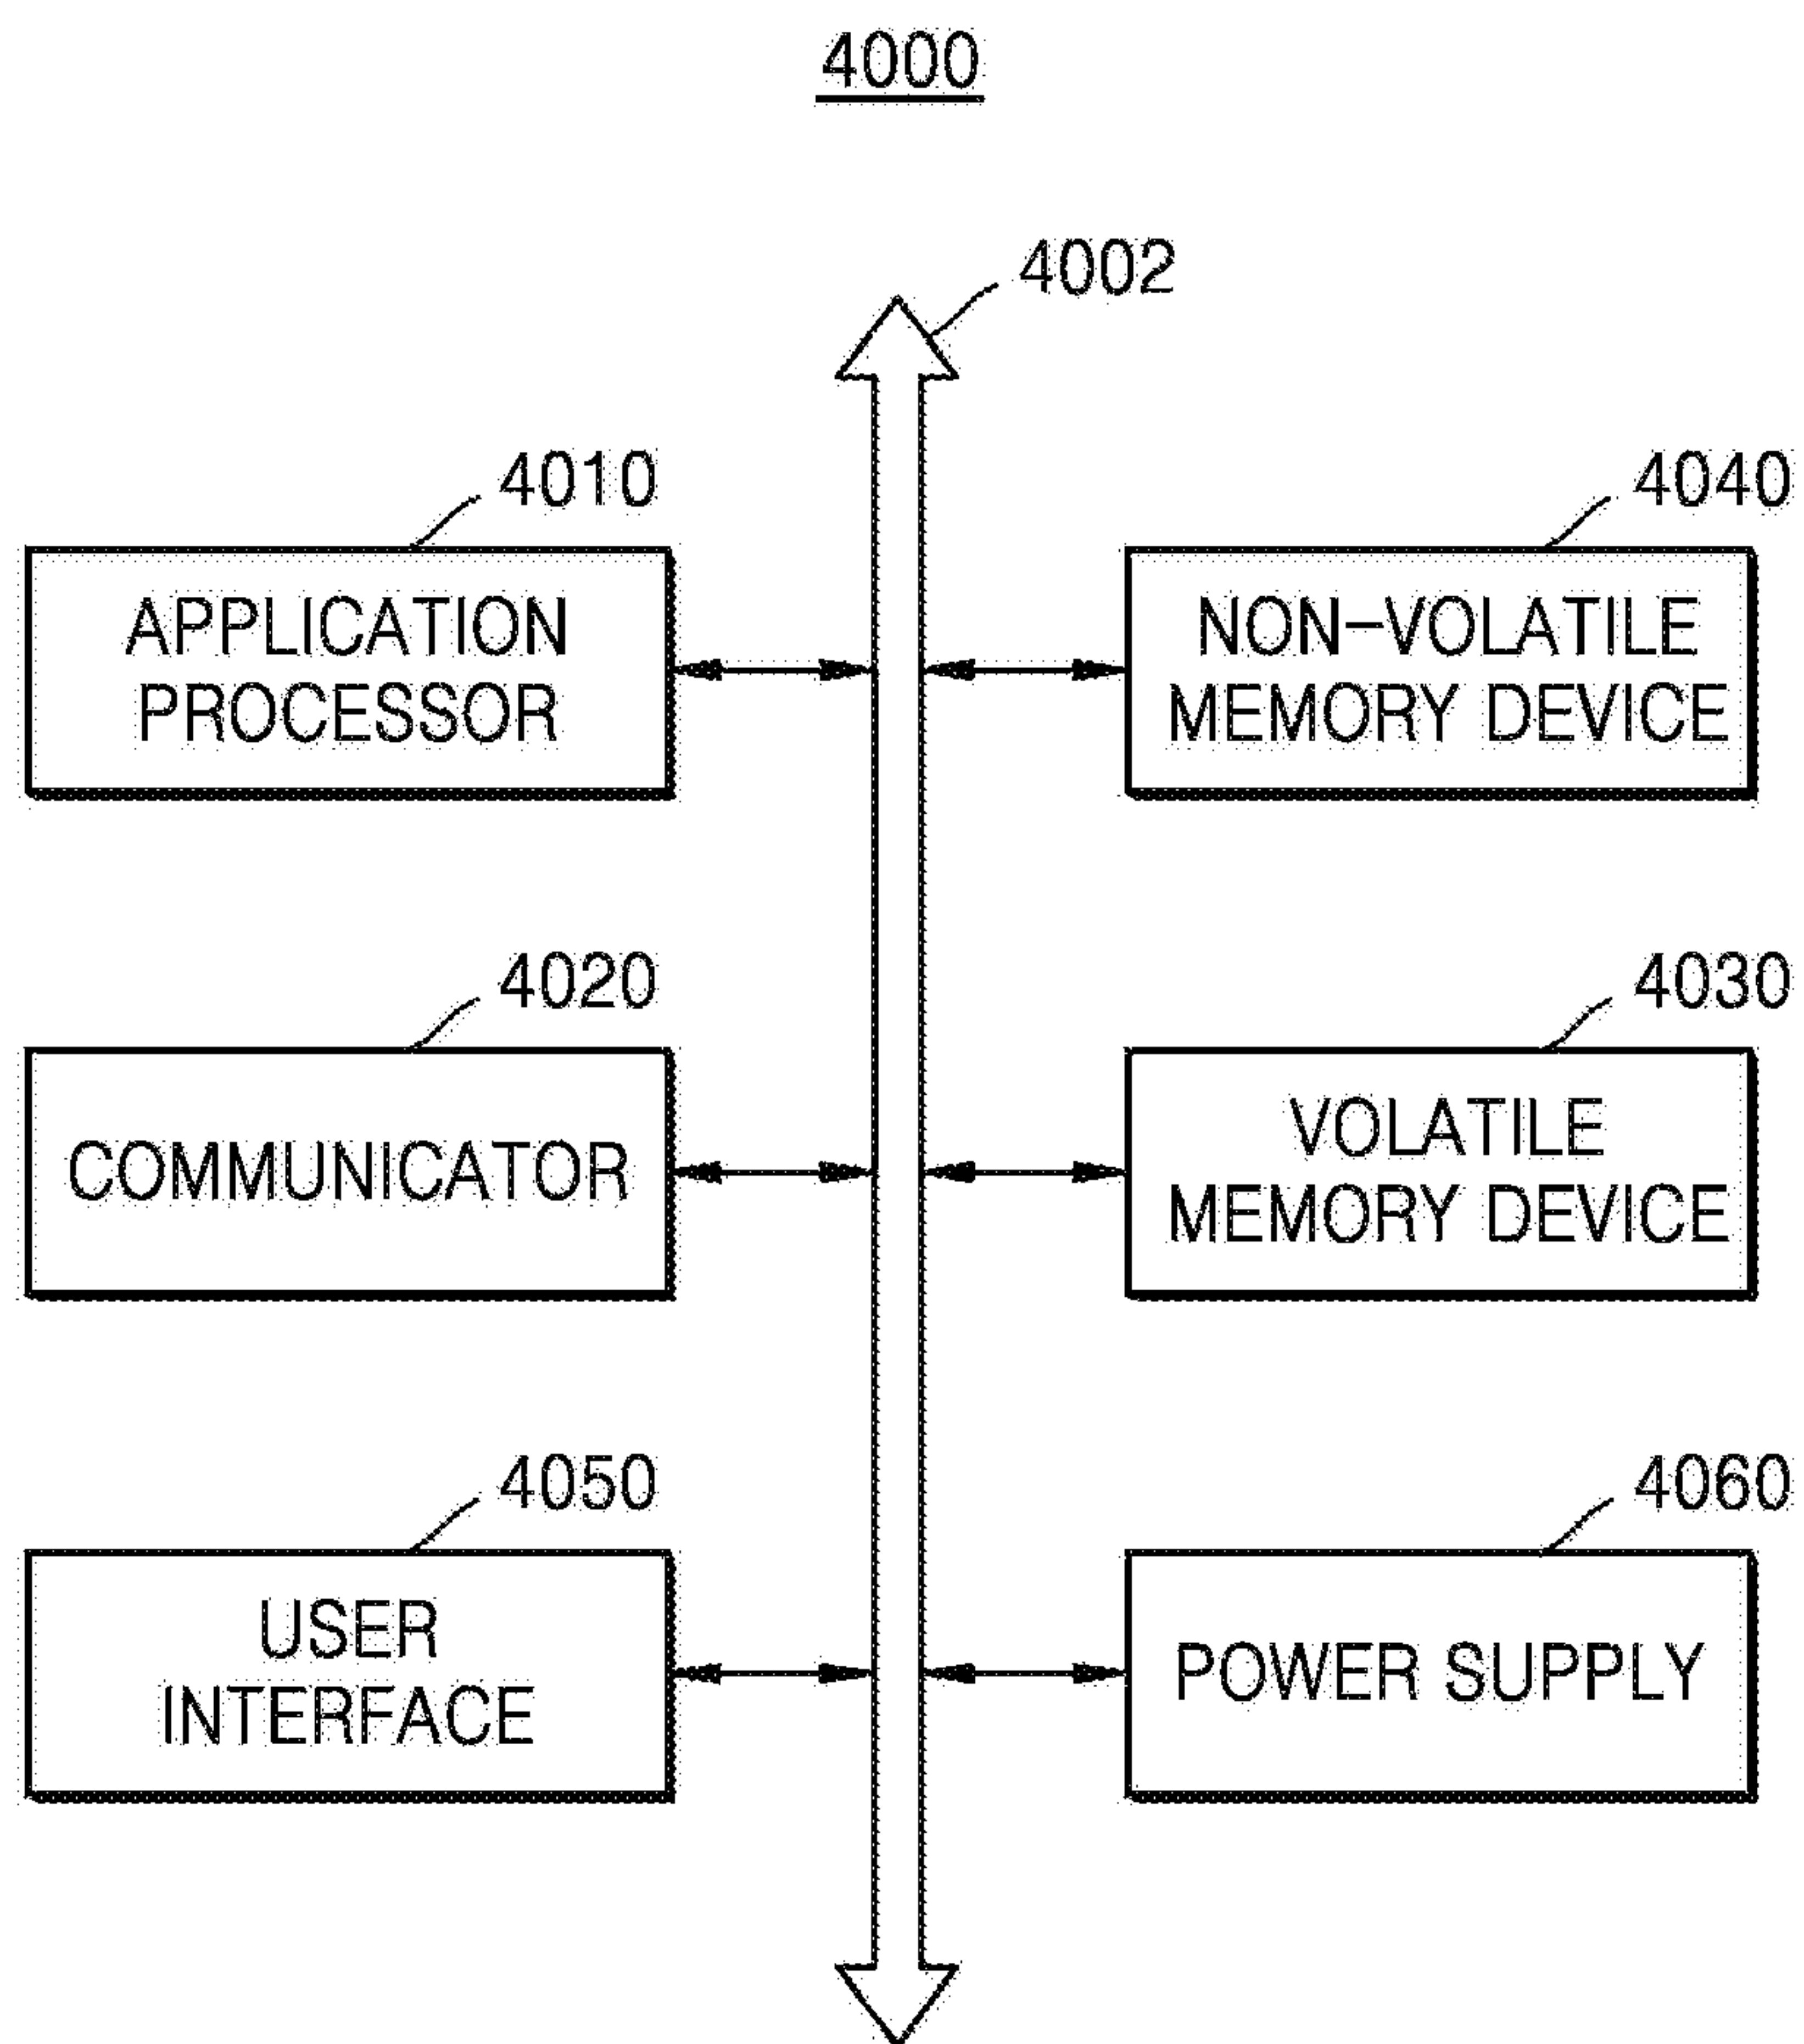 4000
4002
4010
APPLICATION
PROCESSOR
4040
NON-VOLATILE
MEMORY DEVICE
4020
COMMUNICATOR
4030
VOLATILE
MEMORY DEVICE
4050
USER
INTERFACE
4060
POWER SUPPLY